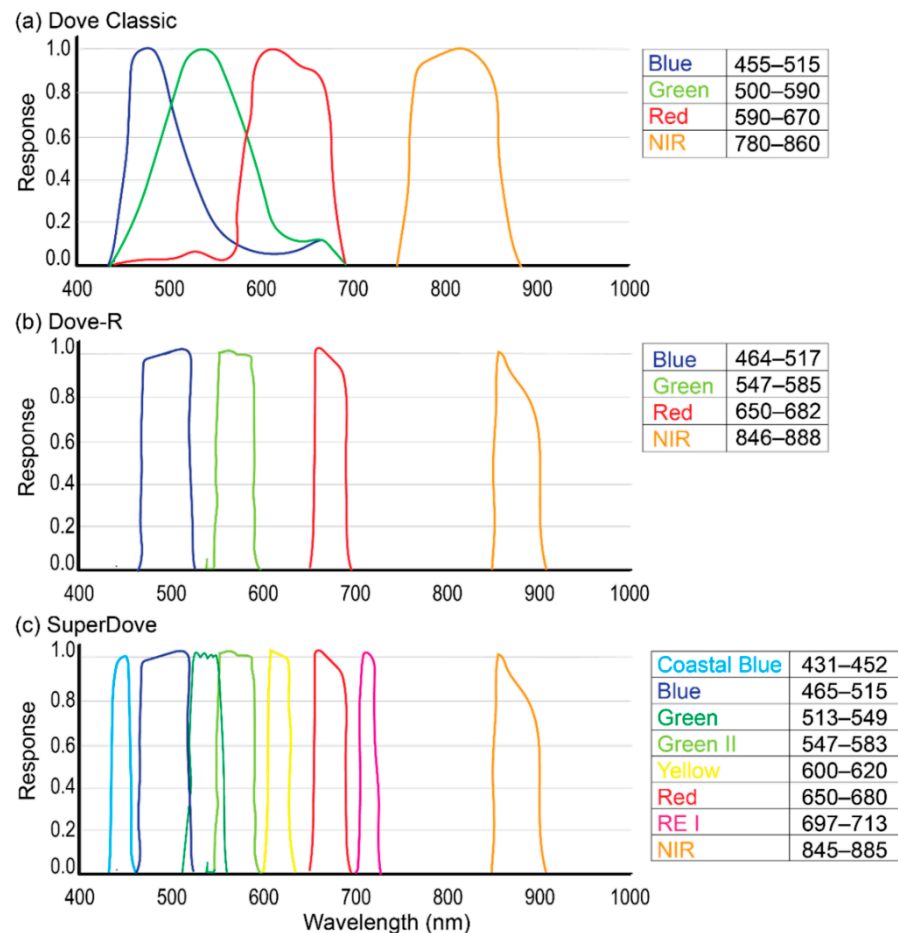 (a) Dove Classic
Response
1.0
0.8
0.6
0.4
0.2
0.0
400 500 600 700 800 900 1000
Blue 455–515
Green 500–590
Red 590–670
NIR 780–860
(b) Dove-R
Response
1.0
0.8
0.6
0.4
0.2
0.0
400 500 600 700 800 900 1000
Blue 464–517
Green 547–585
Red 650–682
NIR 846–888
(c) SuperDove
Response
1.0
0.8
0.6
0.4
0.2
0.0
400 500 600 700 800 900 1000
Wavelength (nm)
Coastal Blue 431–452
Blue 465–515
Green 513–549
Green II 547–583
Yellow 600–620
Red 650–680
RE I 697–713
NIR 845–885